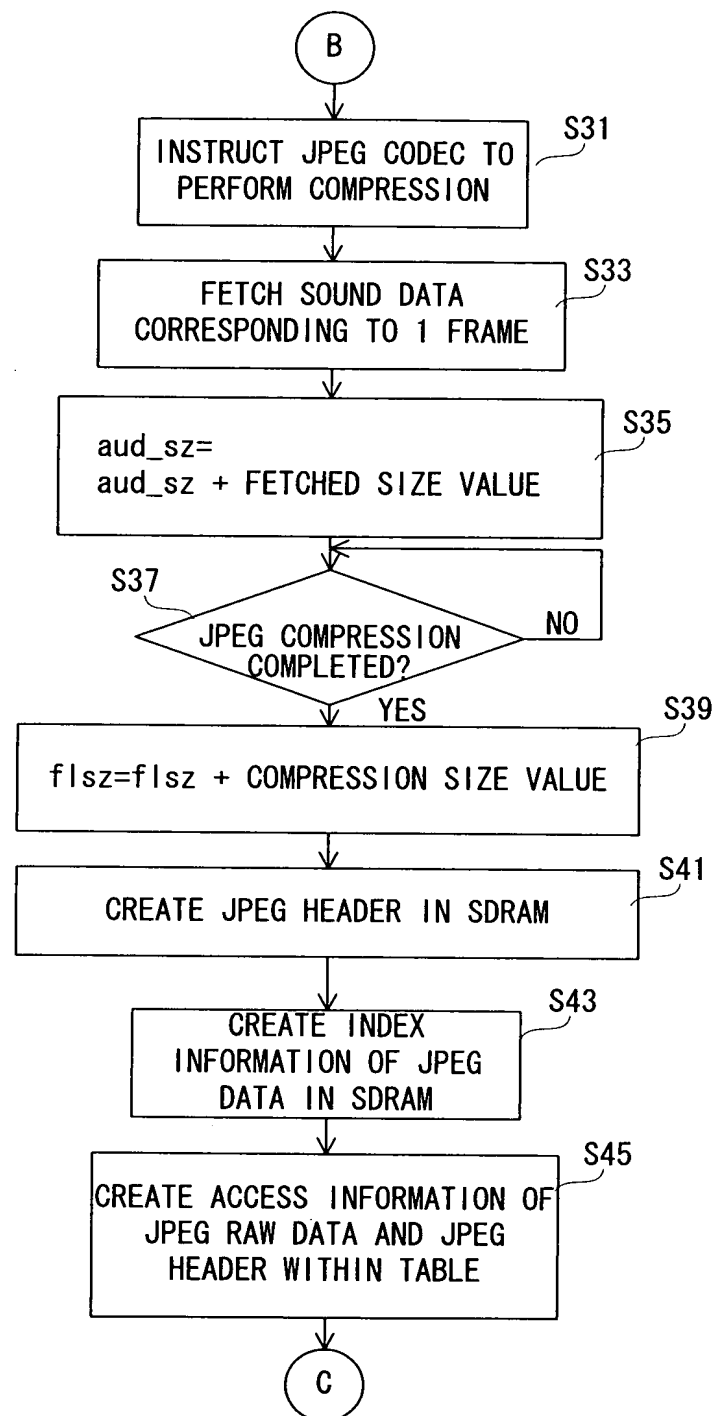 B
S31
INSTRUCT JPEG CODEC TO
PERFORM COMPRESSION
S33
FETCH SOUND DATA
CORRESPONDING TO 1 FRAME
S35
aud_sz=
aud_sz + FETCHED SIZE VALUE
S37
JPEG COMPRESSION
COMPLETED?
NO
YES
S39
flsz=flsz + COMPRESSION SIZE VALUE
S41
CREATE JPEG HEADER IN SDRAM
S43
CREATE INDEX
INFORMATION OF JPEG
DATA IN SDRAM
S45
CREATE ACCESS INFORMATION OF
JPEG RAW DATA AND JPEG
HEADER WITHIN TABLE
C